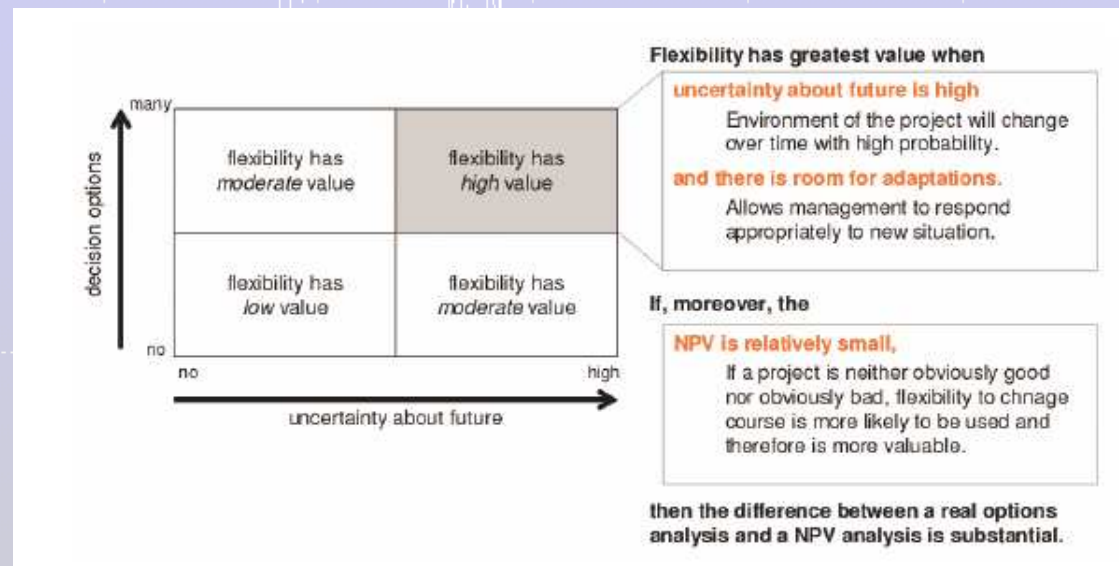 Flexibility has greatest value when
uncertainty about future is high
Environment of the project will change
over time with high probability.
and there is room for adaptations.
Allows management to respond
appropriately to new situation.
If, moreover, the
NPV is relatively small,
If a project is neither obviously good
nor obviously bad, flexibility to chnage
course is more likely to be used and
therefore is more valuable.
then the difference between a real options
analysis and a NPV analysis is substantial.
many
decision options
no
flexibility has
moderate value
flexibility has
high value
flexibility has
low value
flexibility has
moderate value
no
high
uncertainty about future